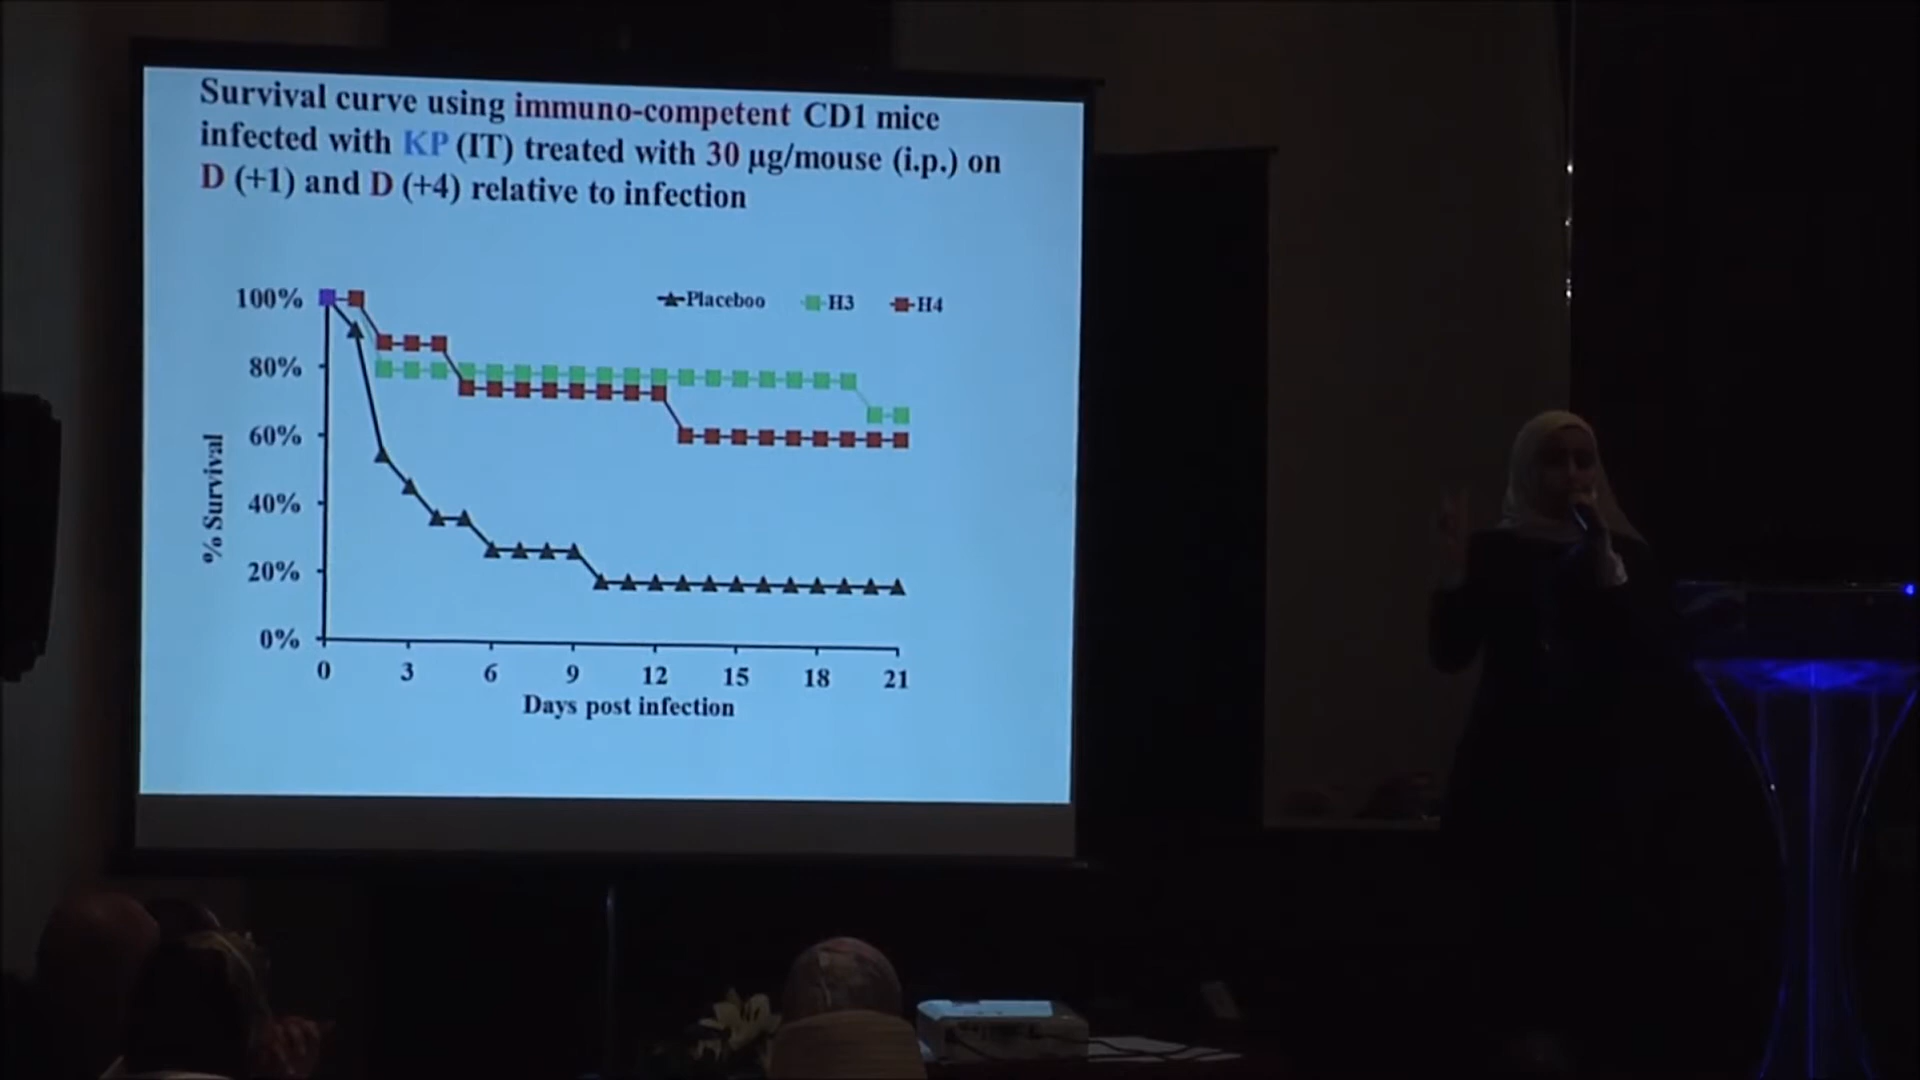 Survival curve using immuno-competent CD1 mice
infected with KP (IT) treated with 30 µg/mouse (i.p.) on
D (+1) and D (+4) relative to infection
Placeboo H3 H4
100%
80%
60%
40%
20%
0%
% Survival
0 3 6 9 12 15 18 21
Days post infection